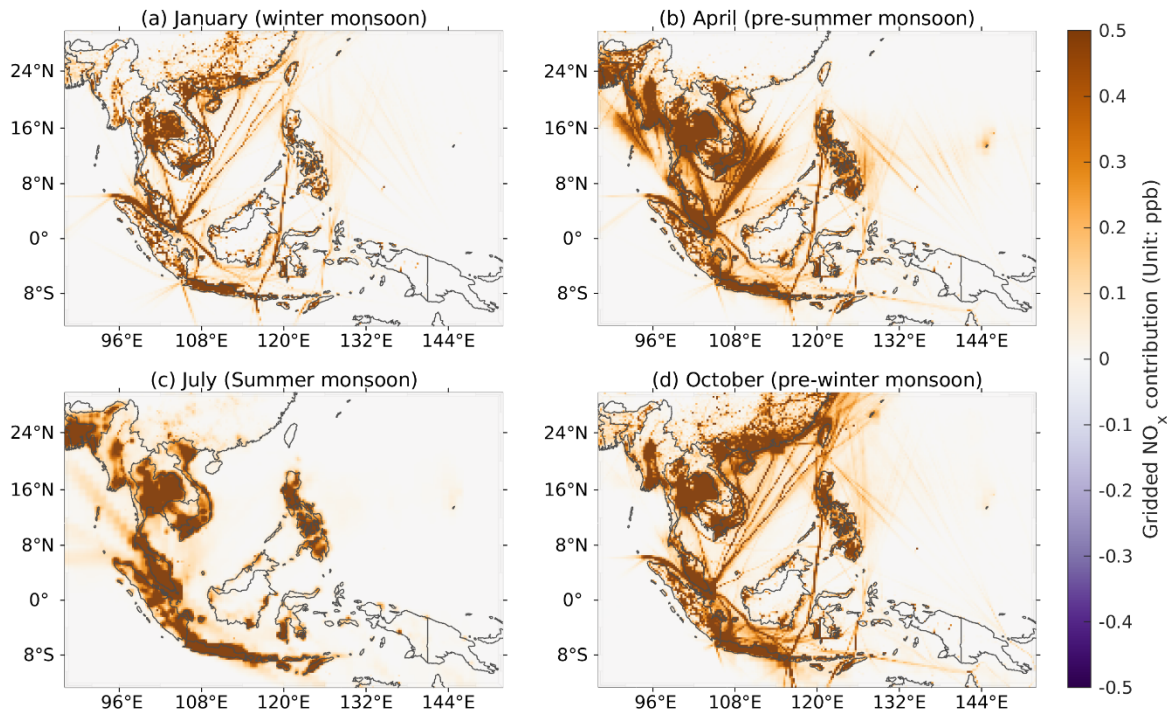 (a) January (winter monsoon)
(b) April (pre-summer monsoon)
24°N
16°N
8°N
0°
8°S
96°E 108°E 120°E 132°E 144°E
24°N
16°N
8°N
0°
8°S
96°E 108°E 120°E 132°E 144°E
(c) July (Summer monsoon)
(d) October (pre-winter monsoon)
24°N
16°N
8°N
0°
8°S
96°E 108°E 120°E 132°E 144°E
24°N
16°N
8°N
0°
8°S
96°E 108°E 120°E 132°E 144°E
0.5
0.4
0.3
0.2
0.1
0
-0.1
-0.2
-0.3
-0.4
-0.5
Gridded NOx contribution (Unit: ppb)